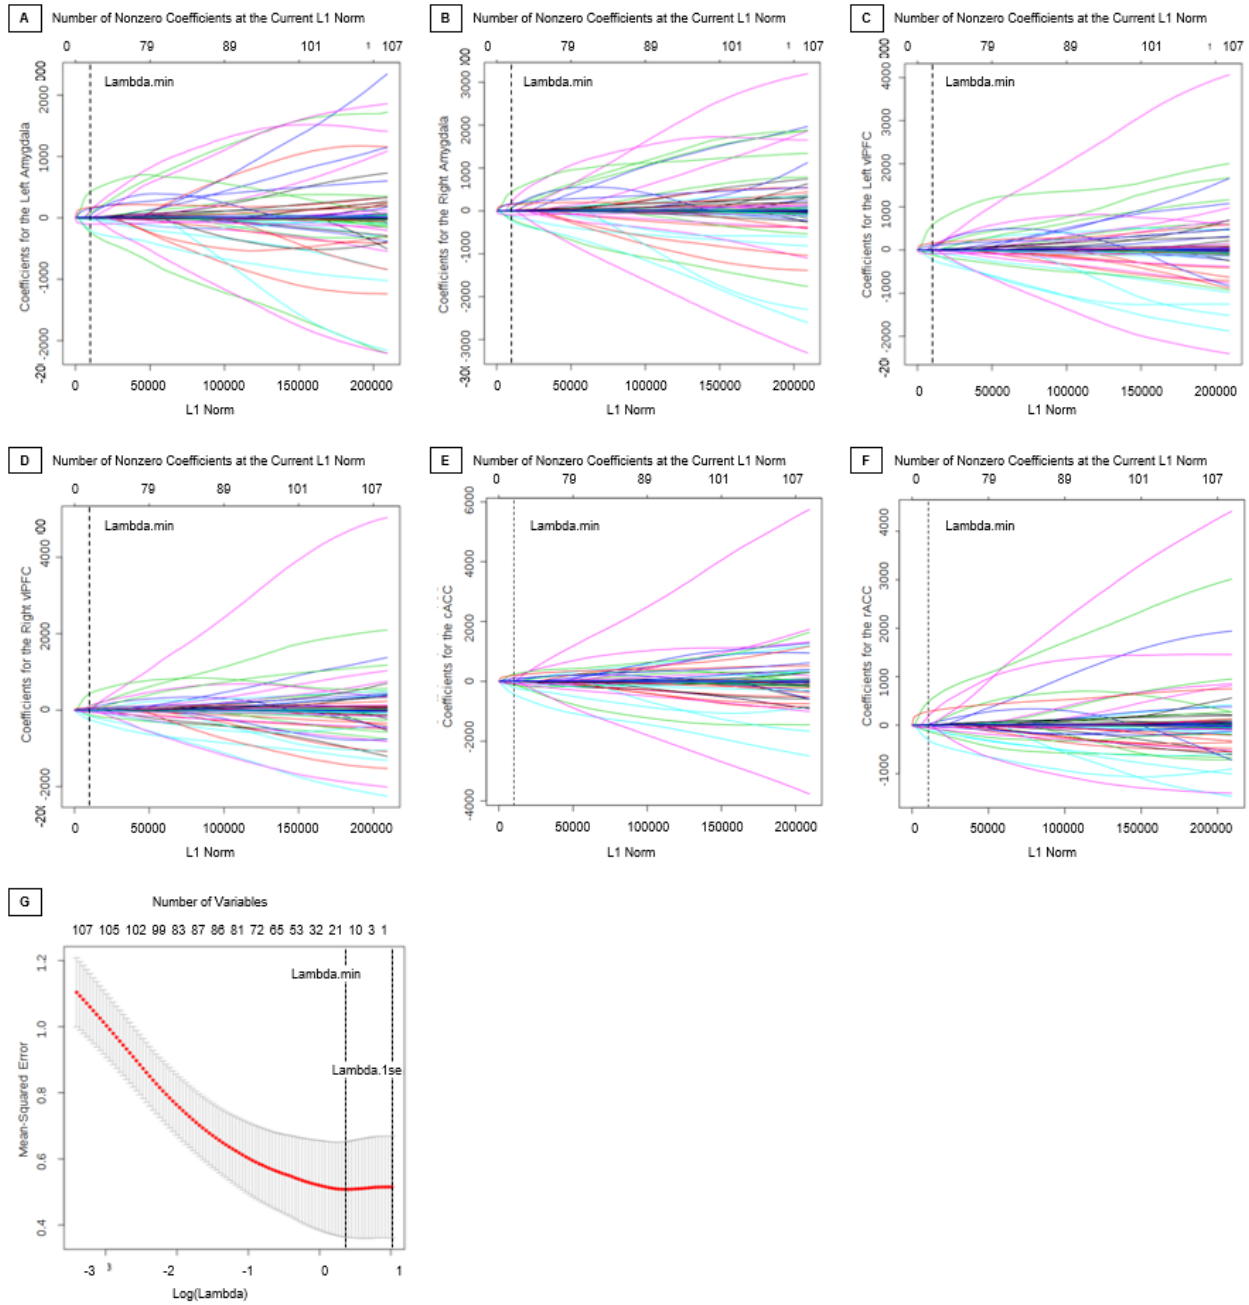 A Number of Nonzero Coefficients at the Current L1 Norm
0 79 89 101 1 107
Lambda.min
Coefficients for the Left Amygdala
2000 1000 0 -1000 -2000
0 50000 100000 150000 200000
L1 Norm
B Number of Nonzero Coefficients at the Current L1 Norm
0 79 89 101 1 107
Lambda.min
Coefficients for the Right Amygdala
3000 2000 1000 0 -1000 -2000 -3000
0 50000 100000 150000 200000
L1 Norm
C Number of Nonzero Coefficients at the Current L1 Norm
0 79 89 101 1 107
Lambda.min
Coefficients for the Left vlPFC
4000 3000 2000 1000 0 -1000 -2000
0 50000 100000 150000 200000
L1 Norm
D Number of Nonzero Coefficients at the Current L1 Norm
0 79 89 101 107
Lambda.min
Coefficients for the Right vlPFC
4000 2000 0 -2000
0 50000 100000 150000 200000
L1 Norm
E Number of Nonzero Coefficients at the Current L1 Norm
0 79 89 101 107
Lambda.min
Coefficients for the cACC
6000 4000 2000 0 -2000 -4000
0 50000 100000 150000 200000
L1 Norm
F Number of Nonzero Coefficients at the Current L1 Norm
0 79 89 101 107
Lambda.min
Coefficients for the rACC
4000 3000 2000 1000 0 -1000
0 50000 100000 150000 200000
L1 Norm
G Number of Variables
107 105 102 99 83 87 86 81 72 65 53 32 21 10 3 1
Lambda.min
Lambda.1se
Mean-Squared Error
1.2 1.0 0.8 0.6 0.4
-3 -2 -1 0 1
Log(Lambda)